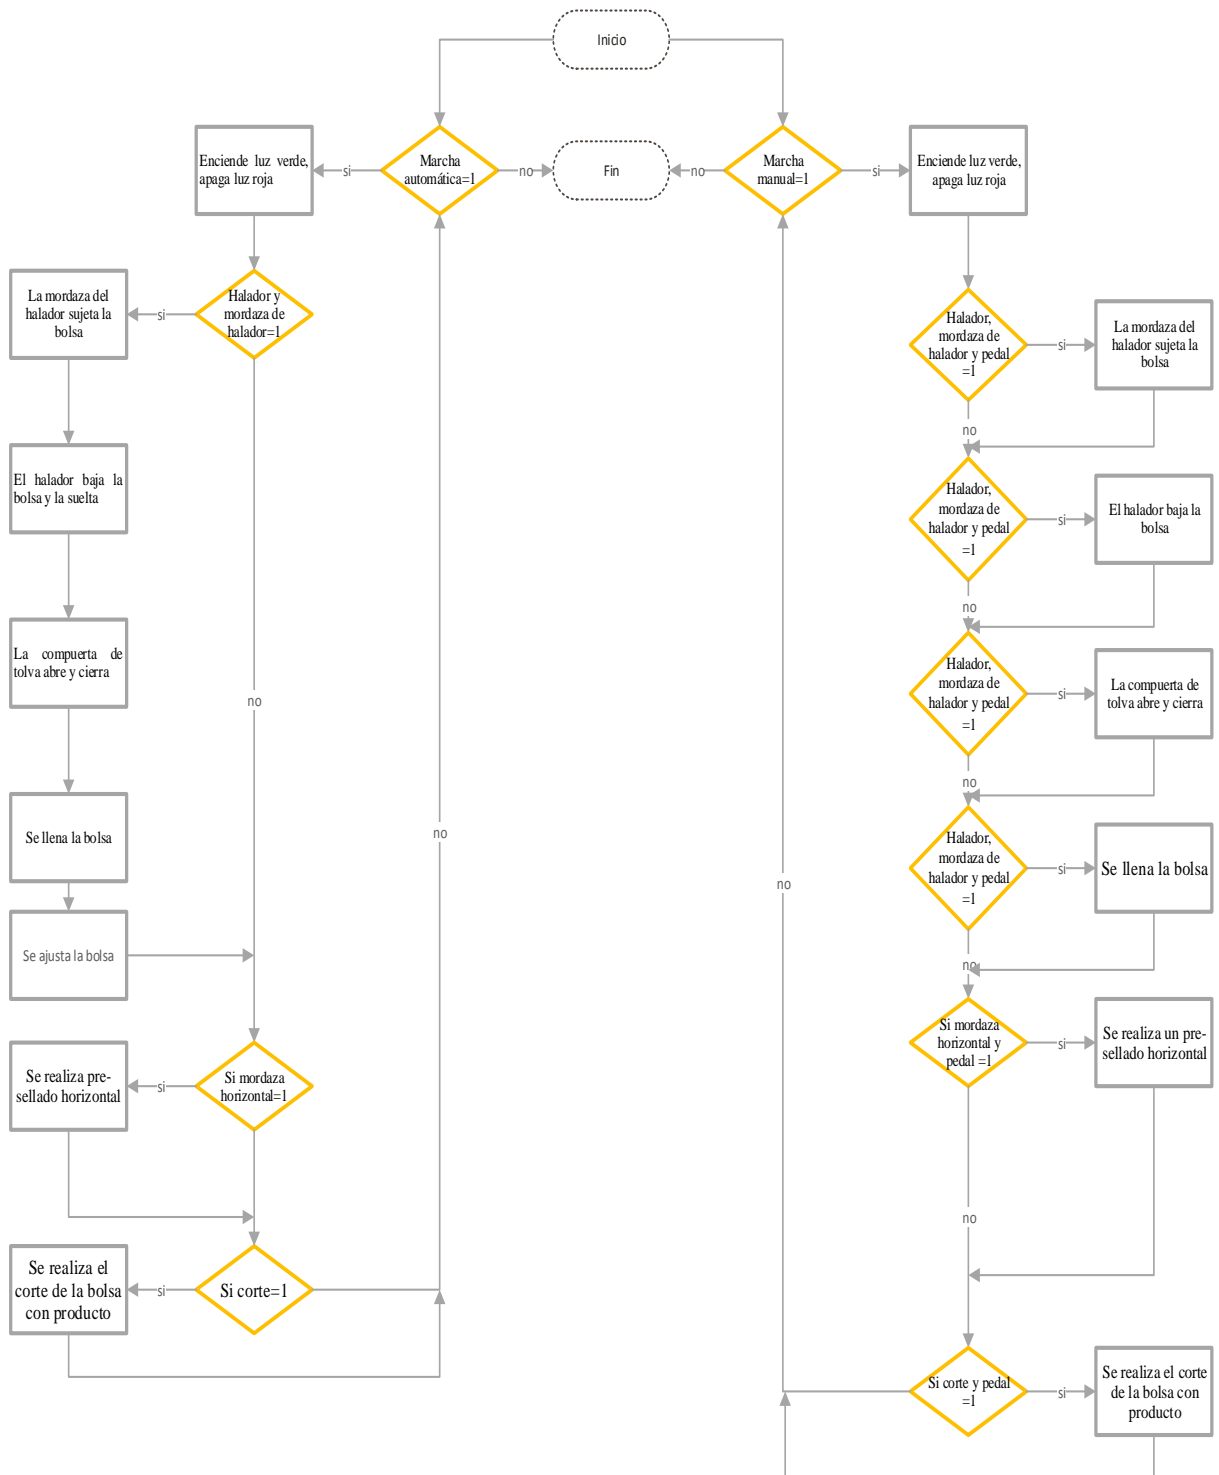 Inicio
Enciende luz verde,
apaga luz roja
si
Marcha
automática=1
no
Fin
no
Marcha
manual=1
si
Enciende luz verde,
apaga luz roja
La mordaza del
halador sujeta la
bolsa
si
Halador y
mordaza de
halador=1
Halador,
mordaza de
halador y pedal
=1
si
La mordaza del
halador sujeta la
bolsa
no
El halador baja la
bolsa y la suelta
Halador,
mordaza de
halador y pedal
=1
si
El halador baja la
bolsa
no
La compuerta de
tolva abre y cierra
no
Halador,
mordaza de
halador y pedal
=1
si
La compuerta de
tolva abre y cierra
no
Se llena la bolsa
no
Halador,
mordaza de
halador y pedal
=1
si
Se llena la bolsa
no
Se ajusta la bolsa
no
Se realiza pre-
sellado horizontal
si
Si mordaza
horizontal=1
Si mordaza
horizontal y
pedal =1
si
Se realiza un pre-
sellado horizontal
no
Se realiza el
corte de la bolsa
con producto
si
Si corte=1
Si corte y pedal
=1
si
Se realiza el corte
de la bolsa con
producto